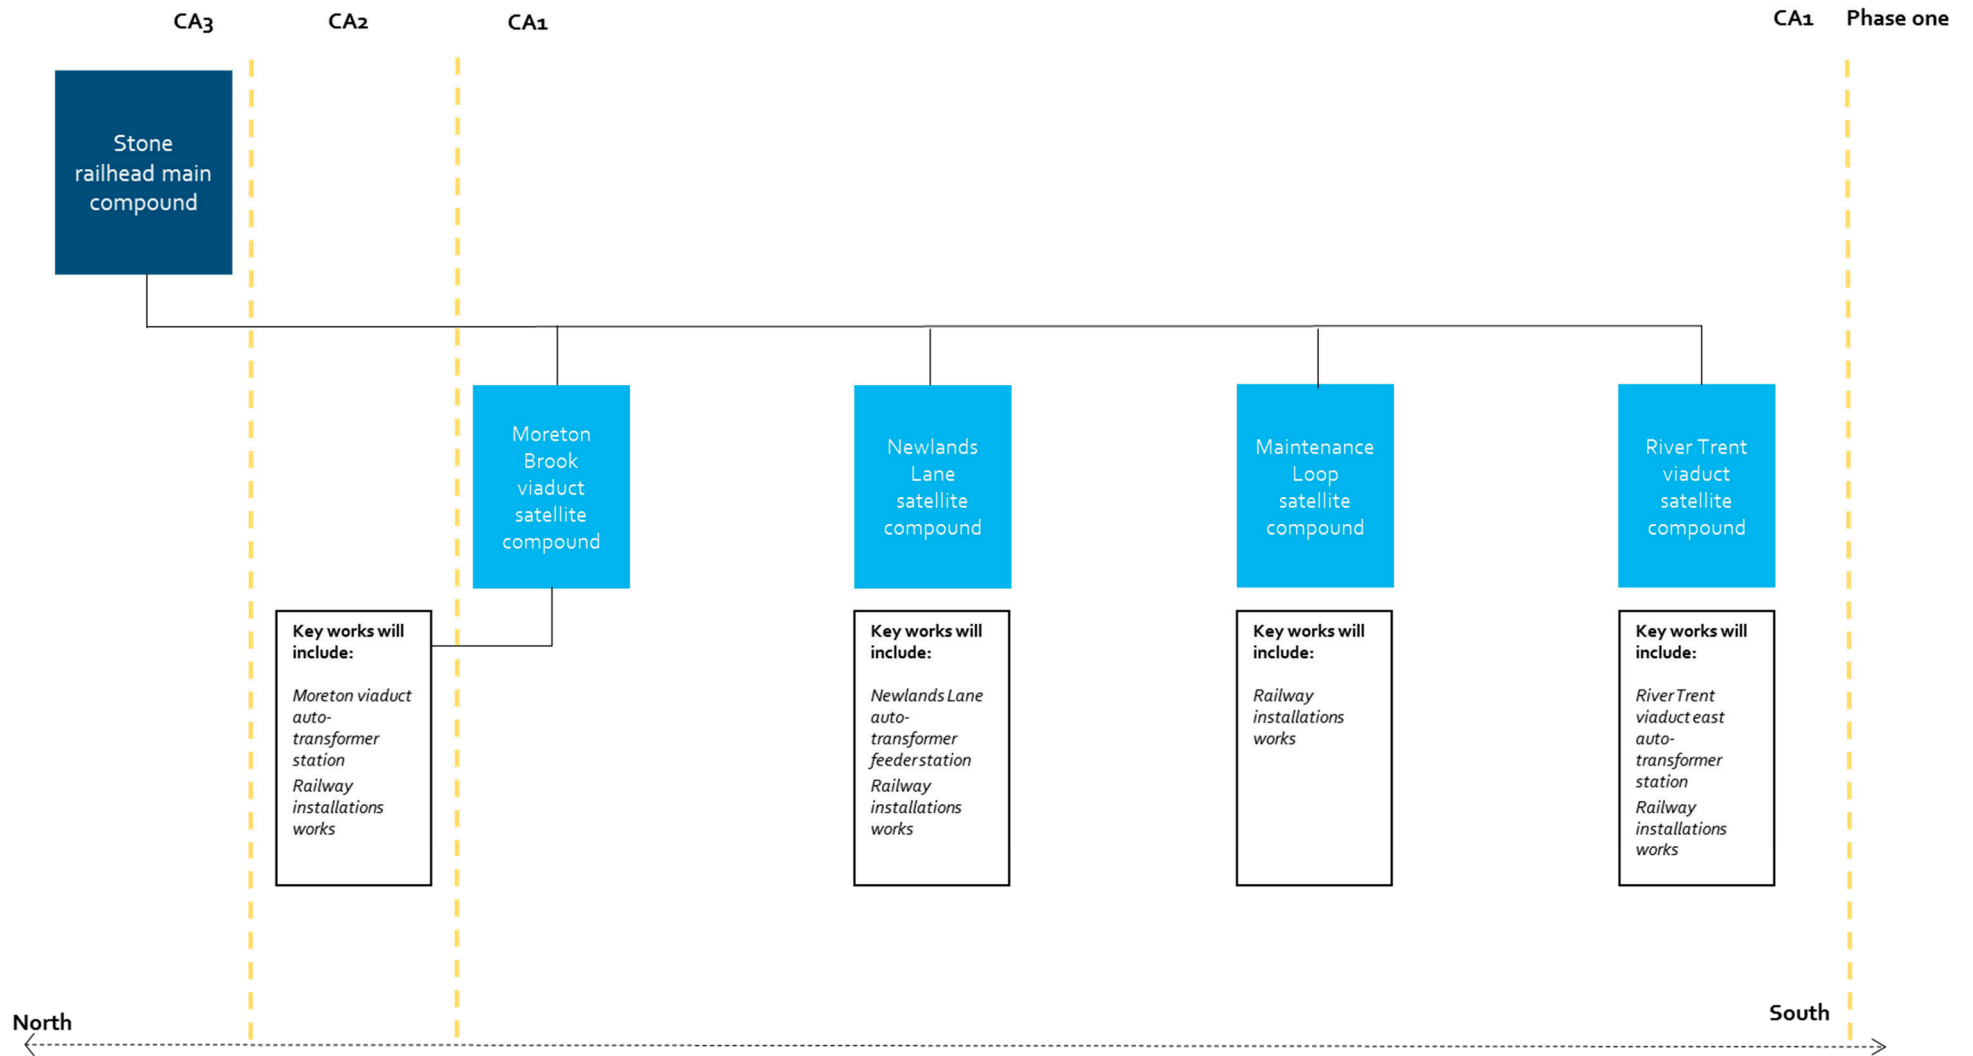 CA3
CA2
CA1
CA1
Phase one
Stone
railhead main
compound
Moreton
Brook
viaduct
satellite
compound
Newlands
Lane
satellite
compound
Maintenance
Loop
satellite
compound
River Trent
viaduct
satellite
compound
Key works will
include:
Moreton viaduct
auto-
transformer
station
Railway
installations
works
Key works will
include:
Newlands Lane
auto-
transformer
feeder station
Railway
installations
works
Key works will
include:
Railway
installations
works
Key works will
include:
River Trent
viaduct east
auto-
transformer
station
Railway
installations
works
North
South